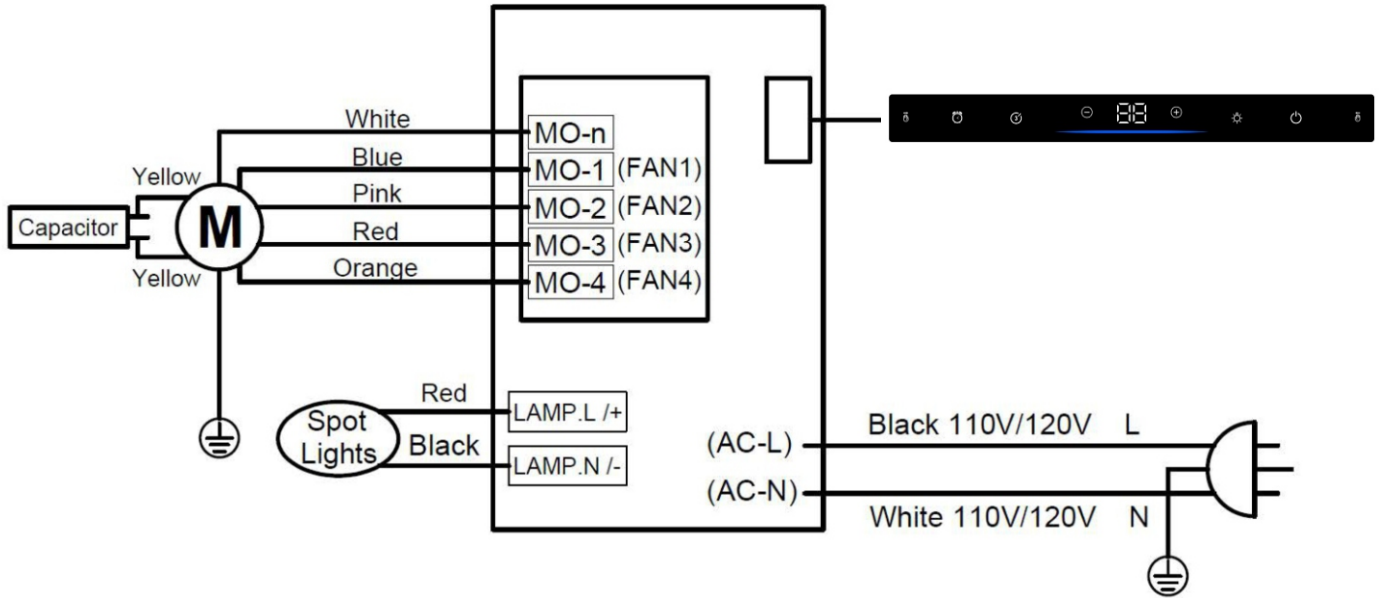 White
MO-n
Blue
MO-1 (FAN1)
Yellow
Pink
MO-2 (FAN2)
Capacitor
M
Red
MO-3 (FAN3)
Yellow
Orange
MO-4 (FAN4)
88
Red
LAMP.L /+
Spot
Lights
Black
LAMP.N /-
(AC-L)
Black 110V/120V L
(AC-N)
White 110V/120V N